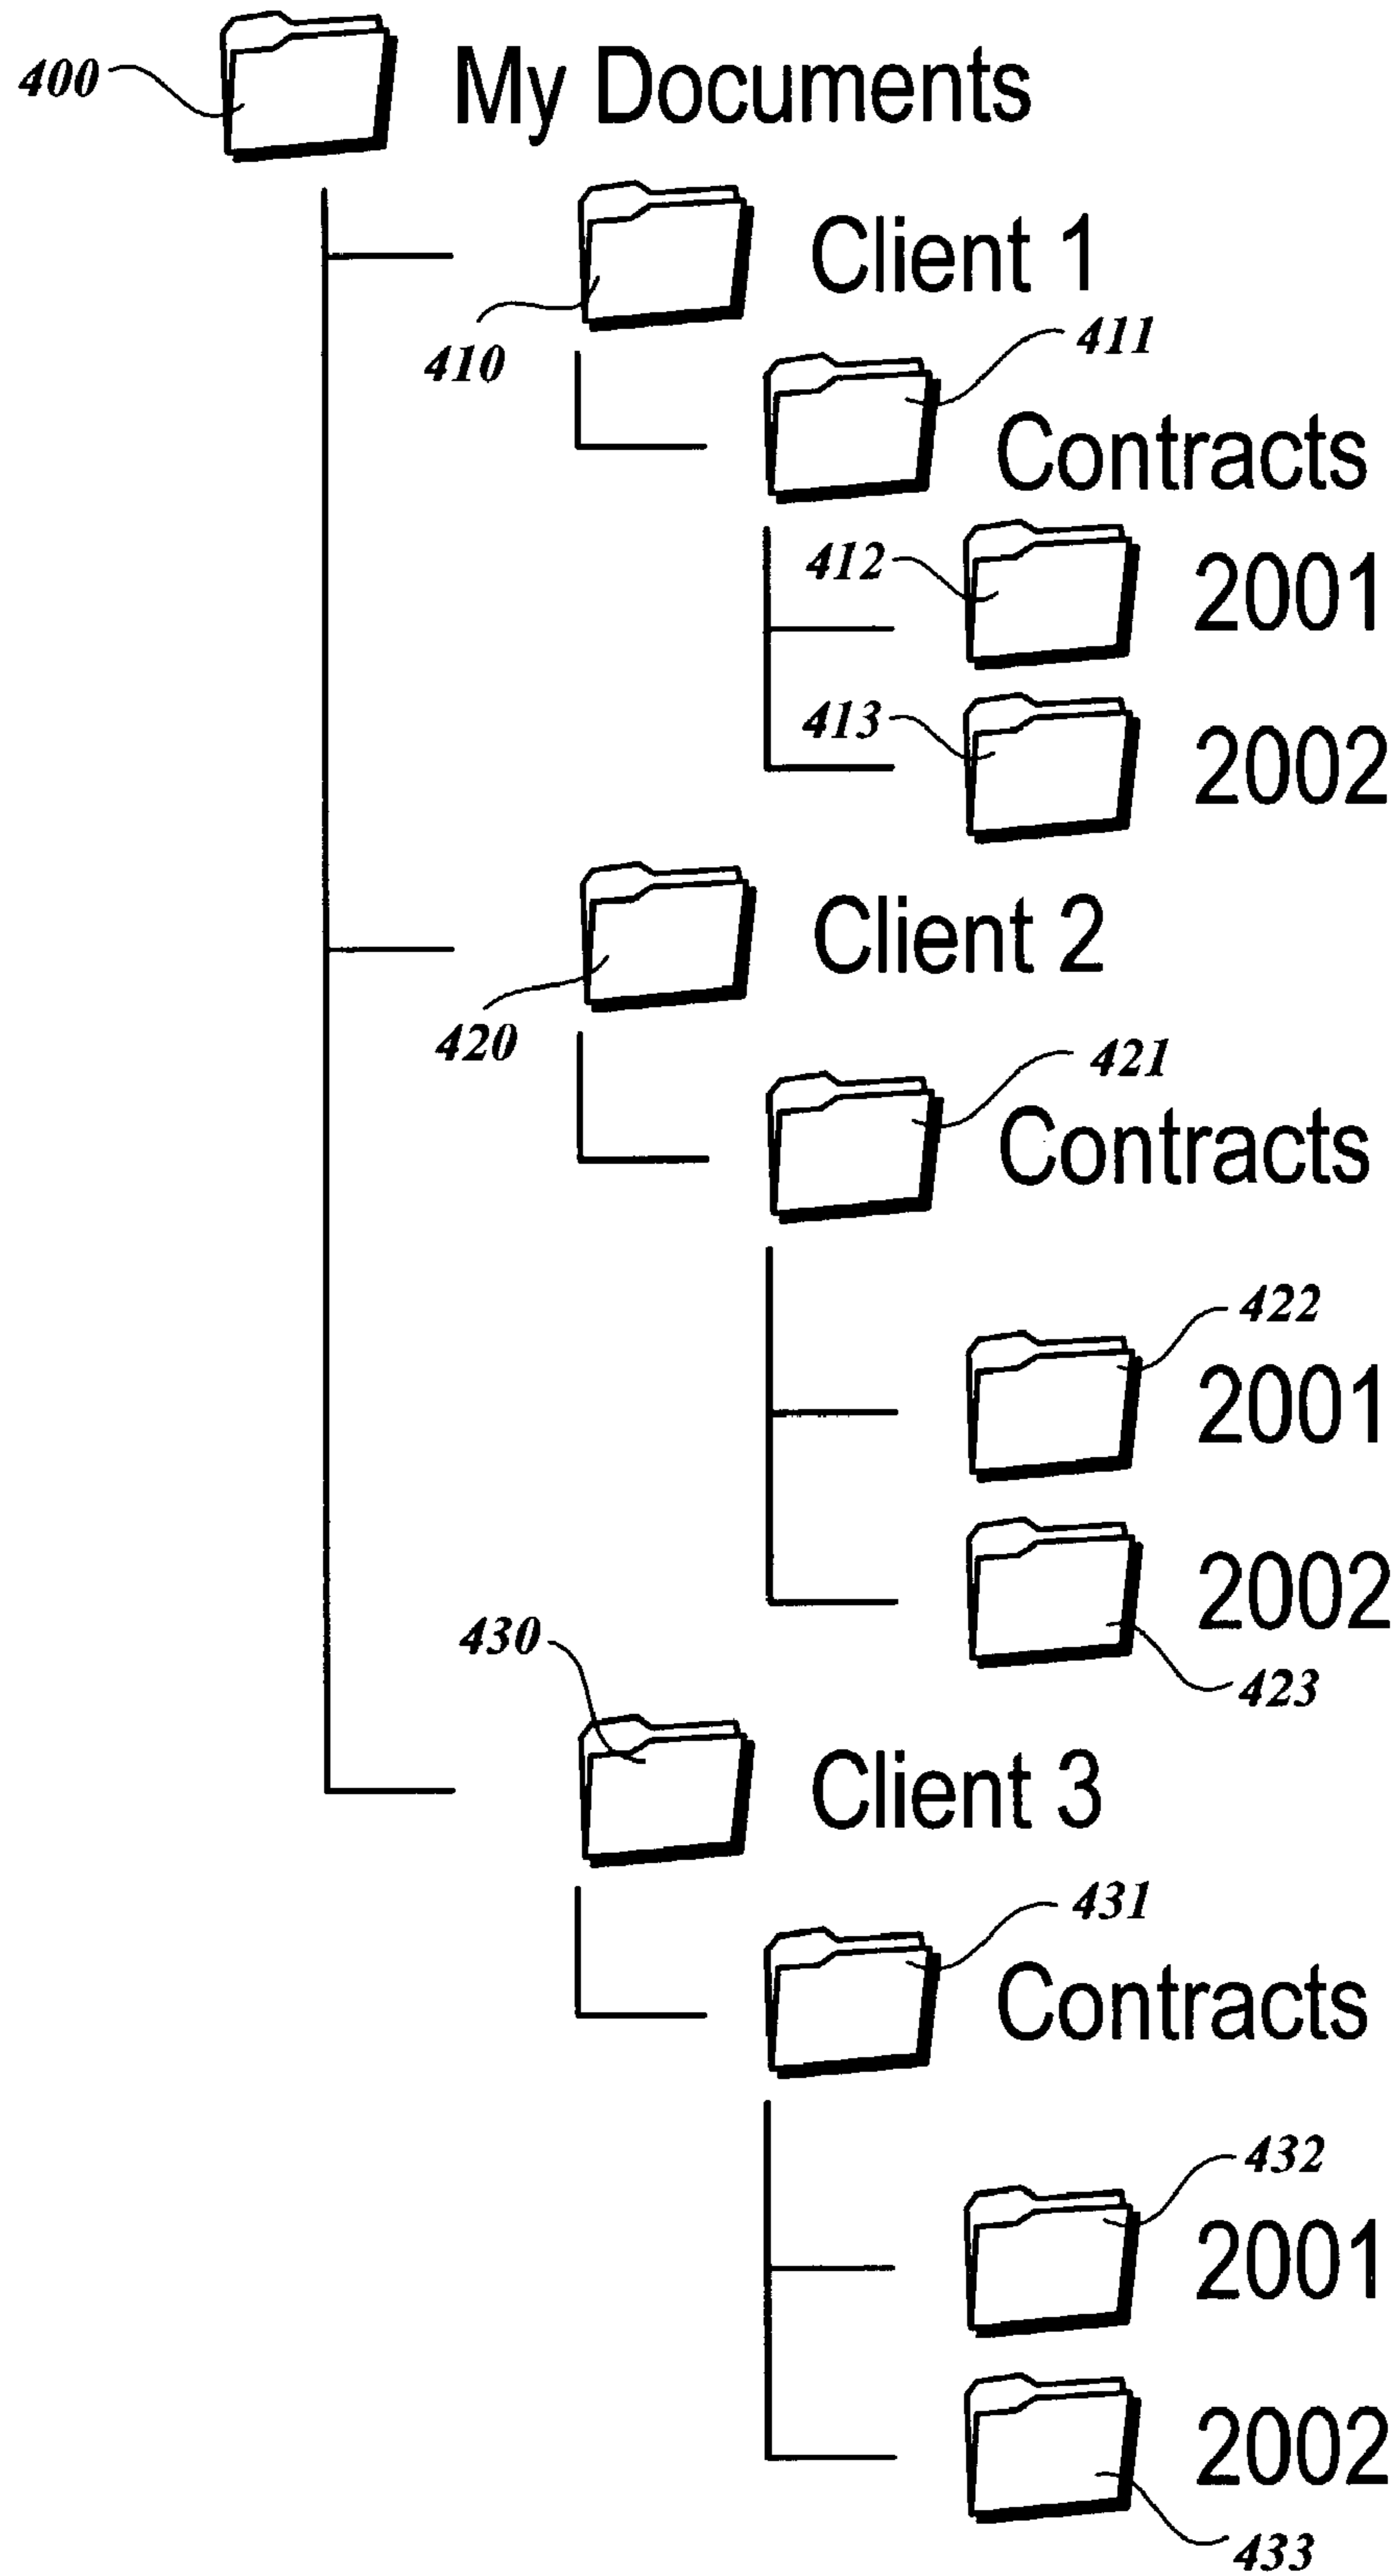 400 My Documents
Client 1
410
411
Contracts
412 2001
413 2002
Client 2
420
421
Contracts
422
2001
2002
423
430
Client 3
431
Contracts
432
2001
2002
433